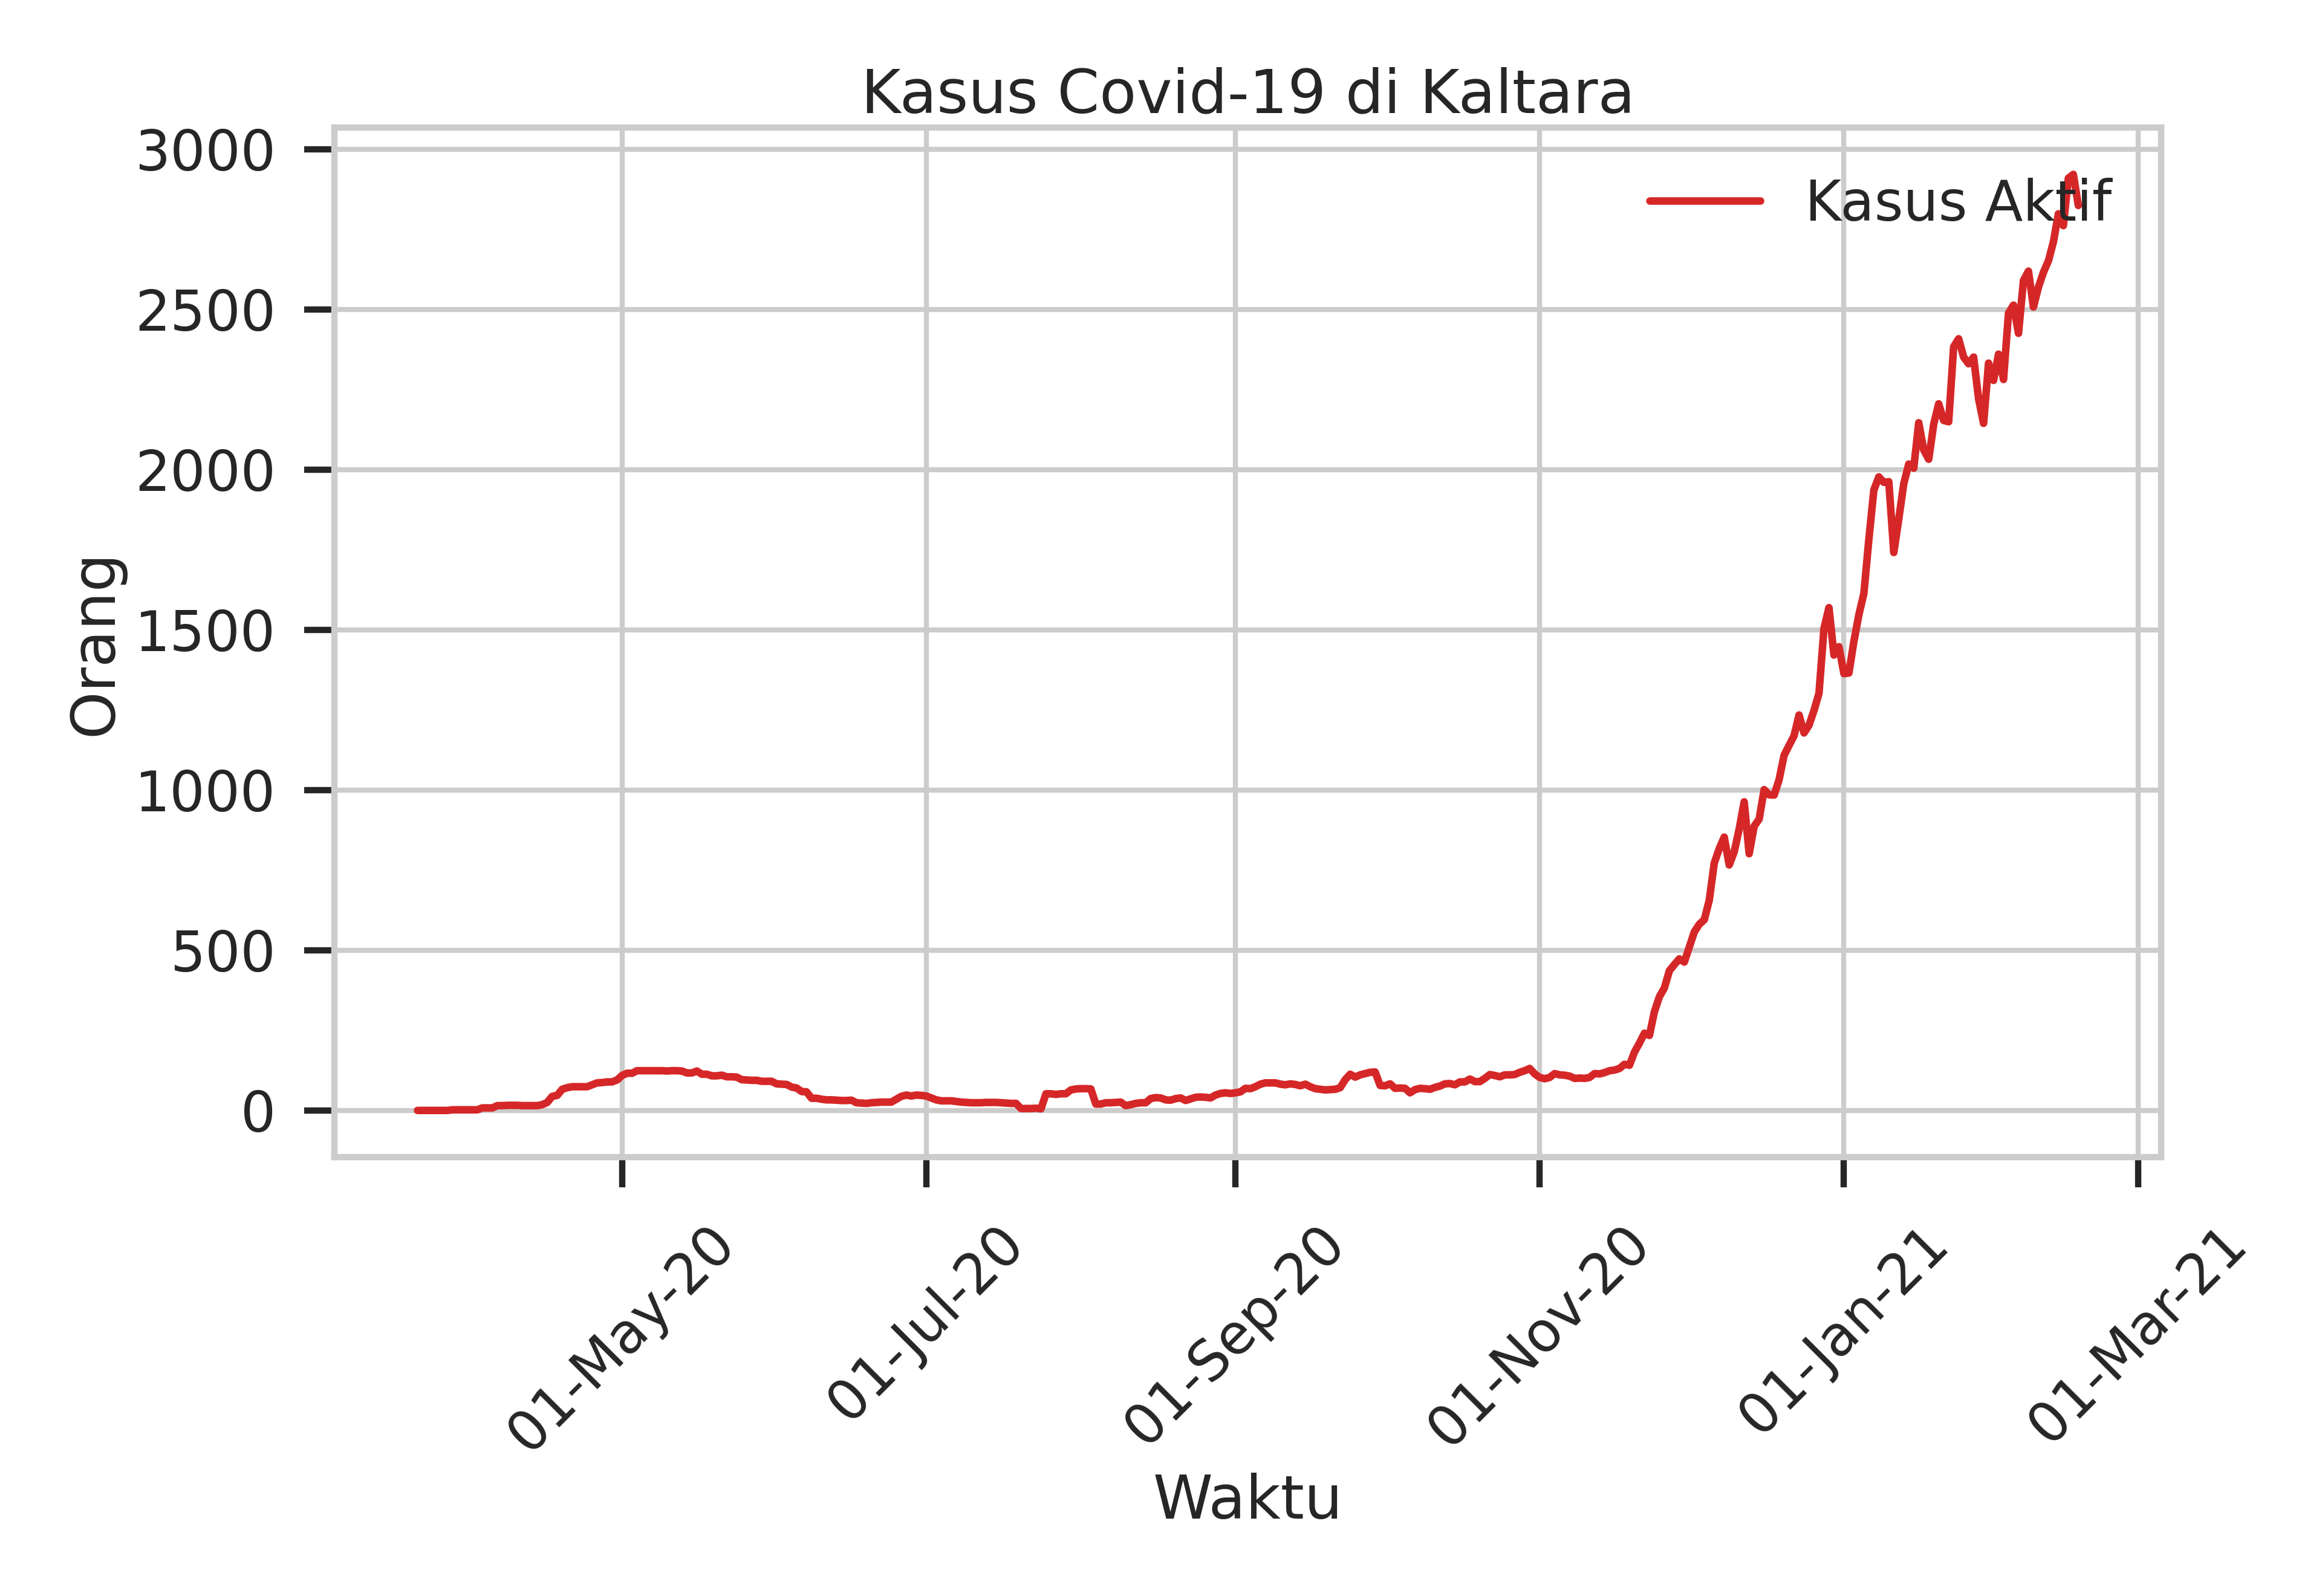 Kasus Covid-19 di Kaltara
3000
2500
2000
1500
1000
500
0
Orang
Kasus Aktif
01-May-20
01-Jul-20
01-Sep-20
01-Nov-20
01-Jan-21
01-Mar-21
Waktu